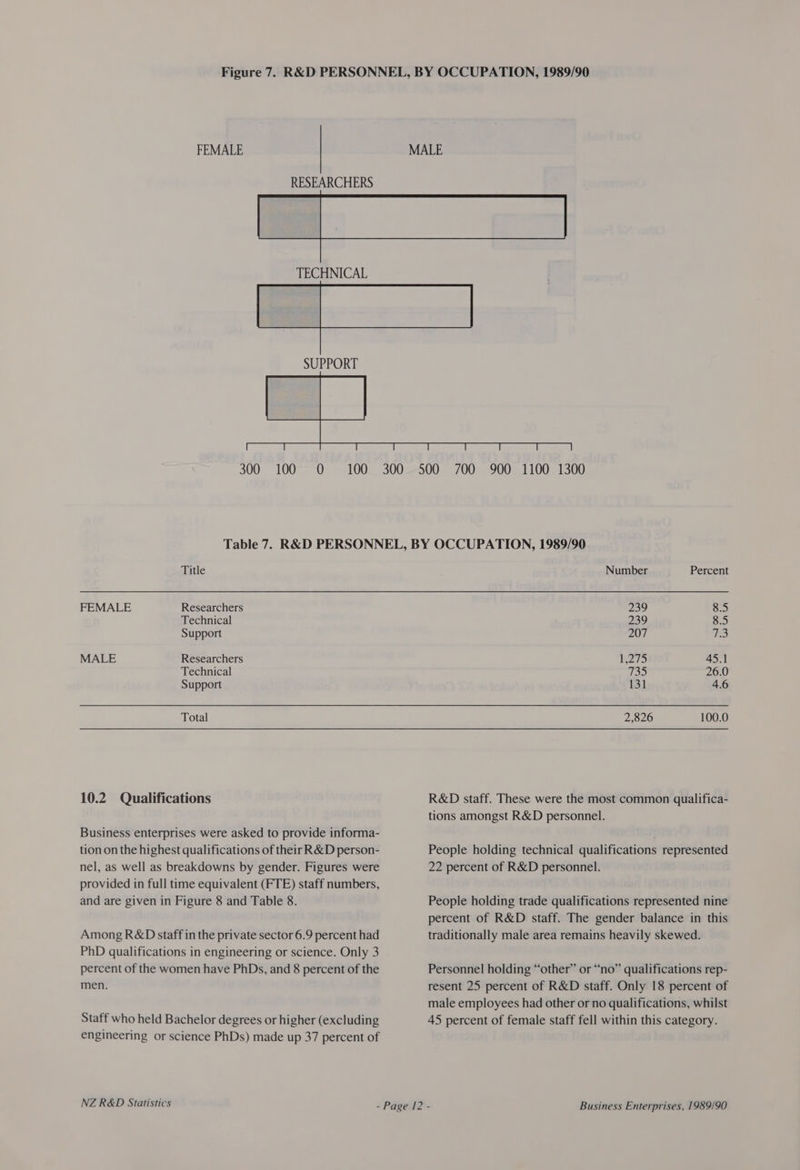 Figure 7. R&D PERSONNEL, BY OCCUPATION, 1989/90
FEMALE MALE
RESEARCHERS
TECHNICAL
SUPPORT
300 100 0 100 300 500 700 900 1100 1300
Table 7. R&D PERSONNEL, BY OCCUPATION, 1989/90
Title Number Percent
FEMALE Researchers 239 8.5
Technical 239 8.5
Support 207 7.3
MALE Researchers 1,275 45.1
Technical 735 26.0
Support 131 4.6
Total 2,826 100.0
10.2 Qualifications
Business enterprises were asked to provide informa-
tion on the highest qualifications of their R&D person-
nel, as well as breakdowns by gender. Figures were
provided in full time equivalent (FTE) staff numbers,
and are given in Figure 8 and Table 8.
Among R&D staff in the private sector 6.9 percent had
PhD qualifications in engineering or science. Only 3
percent of the women have PhDs, and 8 percent of the
men.
Staff who held Bachelor degrees or higher (excluding
engineering or science PhDs) made up 37 percent of
R&D staff. These were the most common qualifica-
tions amongst R&D personnel.
People holding technical qualifications represented
22 percent of R&D personnel.
People holding trade qualifications represented nine
percent of R&D staff. The gender balance in this
traditionally male area remains heavily skewed.
Personnel holding “other” or “no” qualifications rep-
resent 25 percent of R&D staff. Only 18 percent of
male employees had other or no qualifications, whilst
45 percent of female staff fell within this category.
NZ R&D Statistics - Page 12 - Business Enterprises, 1989/90